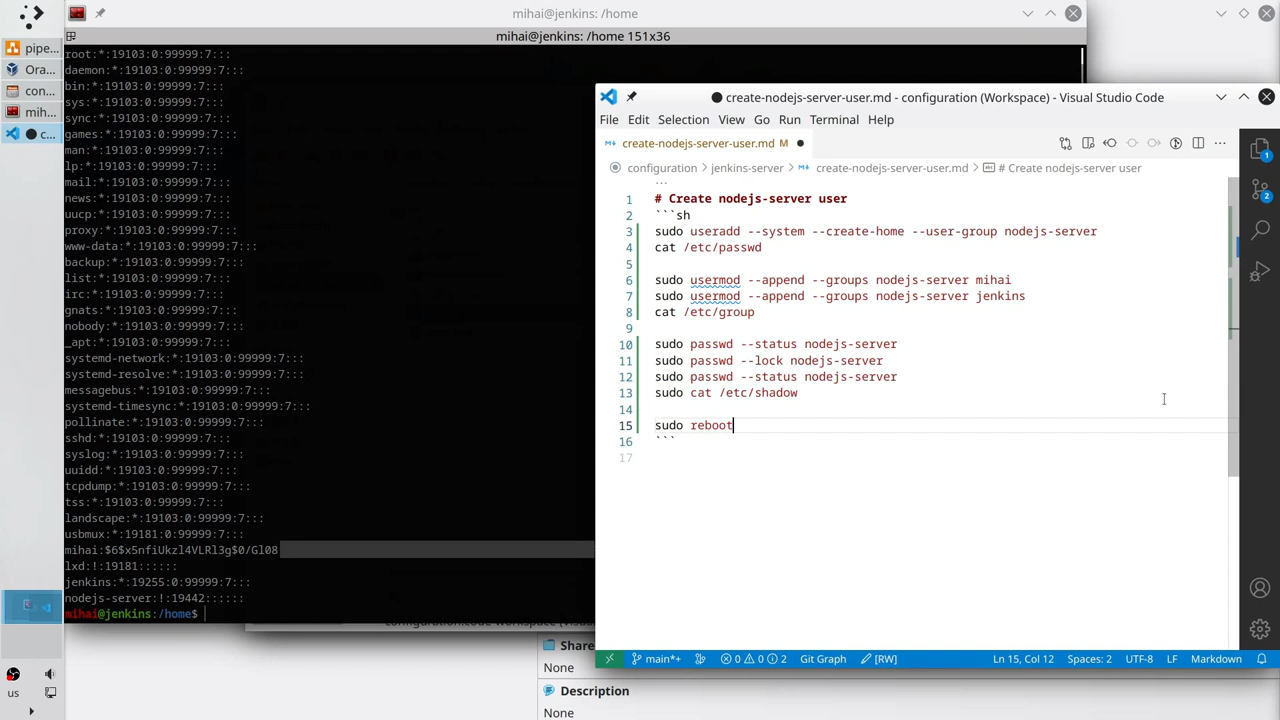 mihai@jenkins: /home
mihai@jenkins: /home 151x36
pipe...
Ora...
con...
mih...
c...
us
root:*:19103:0:99999:7:::
daemon:*:19103:0:99999:7:::
bin:*:19103:0:99999:7:::
sys:*:19103:0:99999:7:::
sync:*:19103:0:99999:7:::
games:*:19103:0:99999:7:::
man:*:19103:0:99999:7:::
lp:*:19103:0:99999:7:::
mail:*:19103:0:99999:7:::
news:*:19103:0:99999:7:::
uucp:*:19103:0:99999:7:::
proxy:*:19103:0:99999:7:::
www-data:*:19103:0:99999:7:::
backup:*:19103:0:99999:7:::
list:*:19103:0:99999:7:::
irc:*:19103:0:99999:7:::
gnats:*:19103:0:99999:7:::
nobody:*:19103:0:99999:7:::
_apt:*:19103:0:99999:7:::
systemd-network:*:19103:0:99999:7:::
systemd-resolve:*:19103:0:99999:7:::
messagebus:*:19103:0:99999:7:::
systemd-timesync:*:19103:0:99999:7:::
pollinate:*:19103:0:99999:7:::
sshd:*:19103:0:99999:7:::
syslog:*:19103:0:99999:7:::
uuidd:*:19103:0:99999:7:::
tcpdump:*:19103:0:99999:7:::
tss:*:19103:0:99999:7:::
landscape:*:19103:0:99999:7:::
usbmux:*:19181:0:99999:7:::
mihai:$6$x5nfiUkzl4VLRl3g$0/Gl08
lxd:!:19181::::::
jenkins:*:19255:0:99999:7:::
nodejs-server:!:19442::::::
mihai@jenkins:/home$
create-nodejs-server-user.md - configuration (Workspace) - Visual Studio Code
File Edit Selection View Go Run Terminal Help
create-nodejs-server-user.md M
configuration > jenkins-server > create-nodejs-server-user.md > # Create nodejs-server user
1 # Create nodejs-server user
2 ```sh
3 sudo useradd --system --create-home --user-group nodejs-server
4 cat /etc/passwd
5
6 sudo usermod --append --groups nodejs-server mihai
7 sudo usermod --append --groups nodejs-server jenkins
8 cat /etc/group
9
10 sudo passwd --status nodejs-server
11 sudo passwd --lock nodejs-server
12 sudo passwd --status nodejs-server
13 sudo cat /etc/shadow
14
15 sudo reboot
16 ```
17
1
2
main*+ 0 0 2 Git Graph [RW] Ln 15, Col 12 Spaces: 2 UTF-8 LF Markdown
Share
None
Description
None